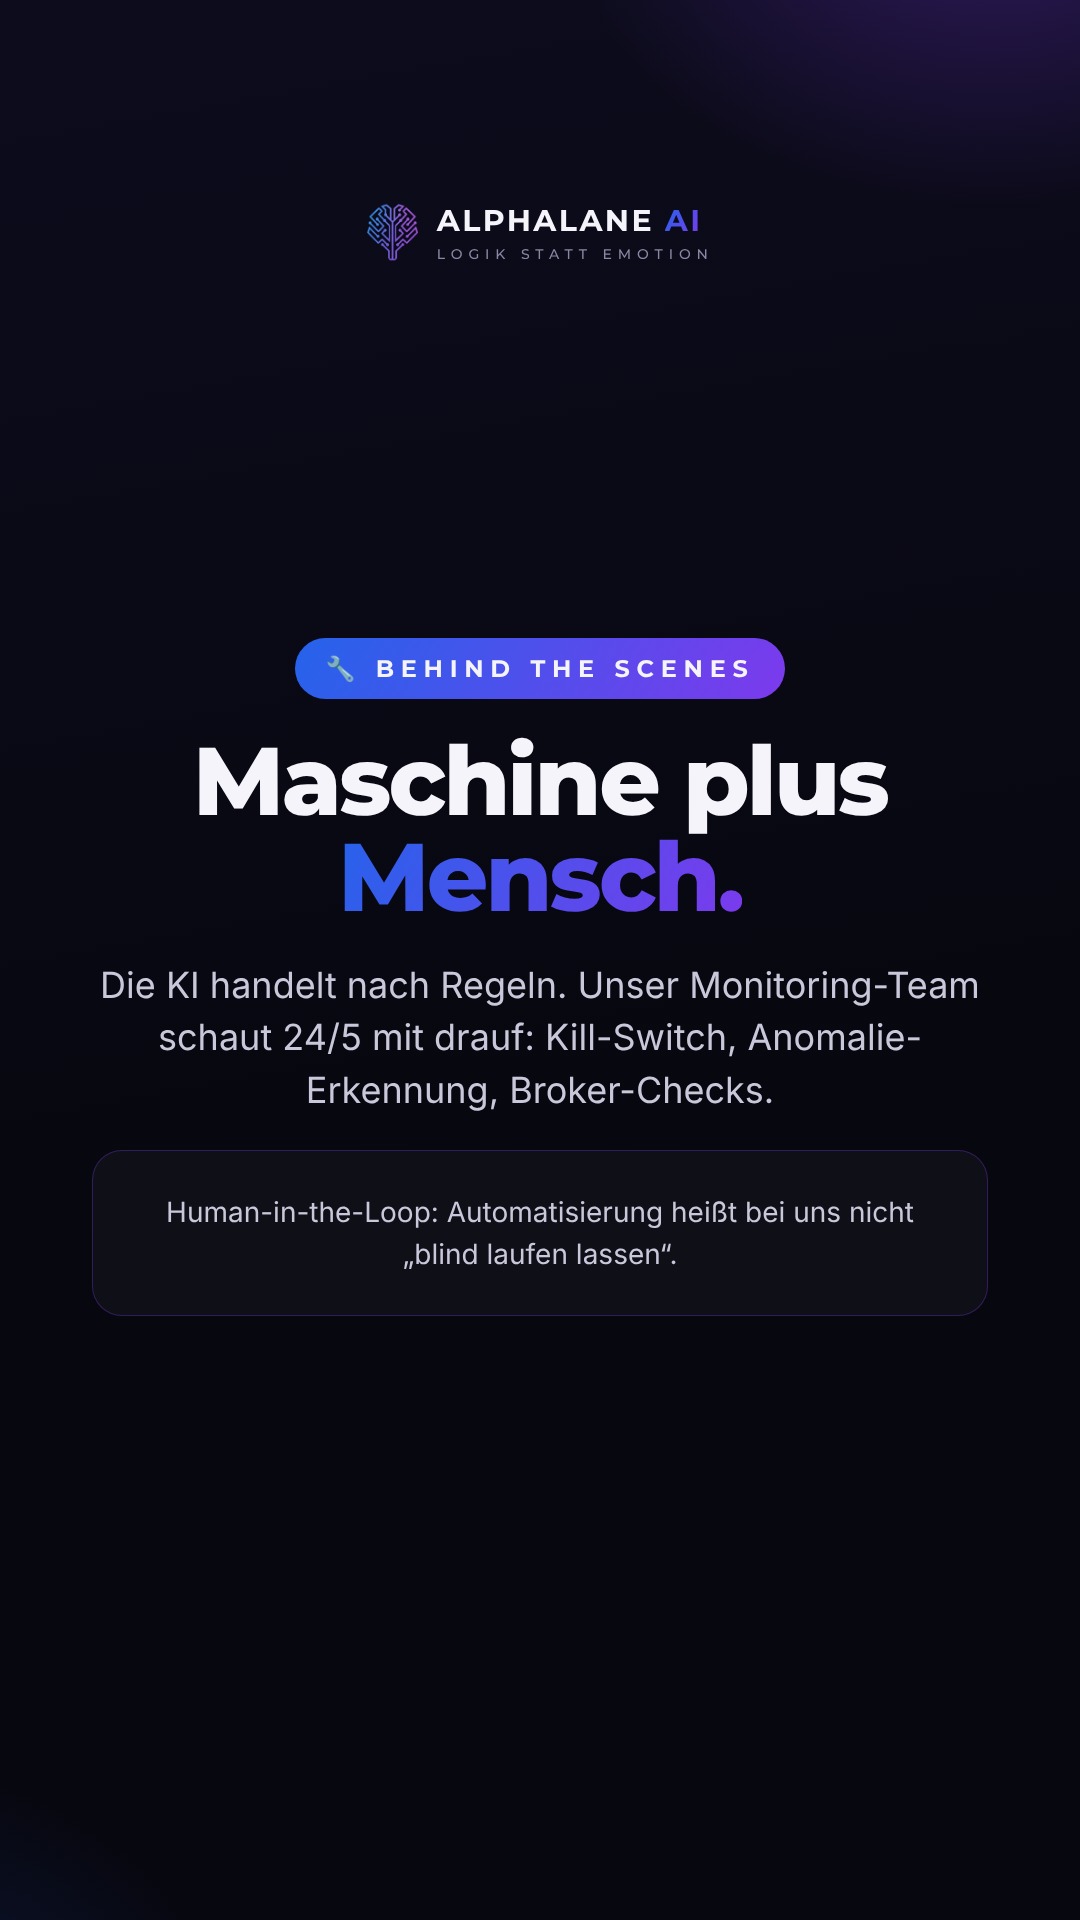 ALPHALANE AI
LOGIK STATT EMOTION
🔧 BEHIND THE SCENES
Maschine plus
Mensch.
Die KI handelt nach Regeln. Unser Monitoring-Team
schaut 24/5 mit drauf: Kill-Switch, Anomalie-
Erkennung, Broker-Checks.
Human-in-the-Loop: Automatisierung heißt bei uns nicht
„blind laufen lassen“.